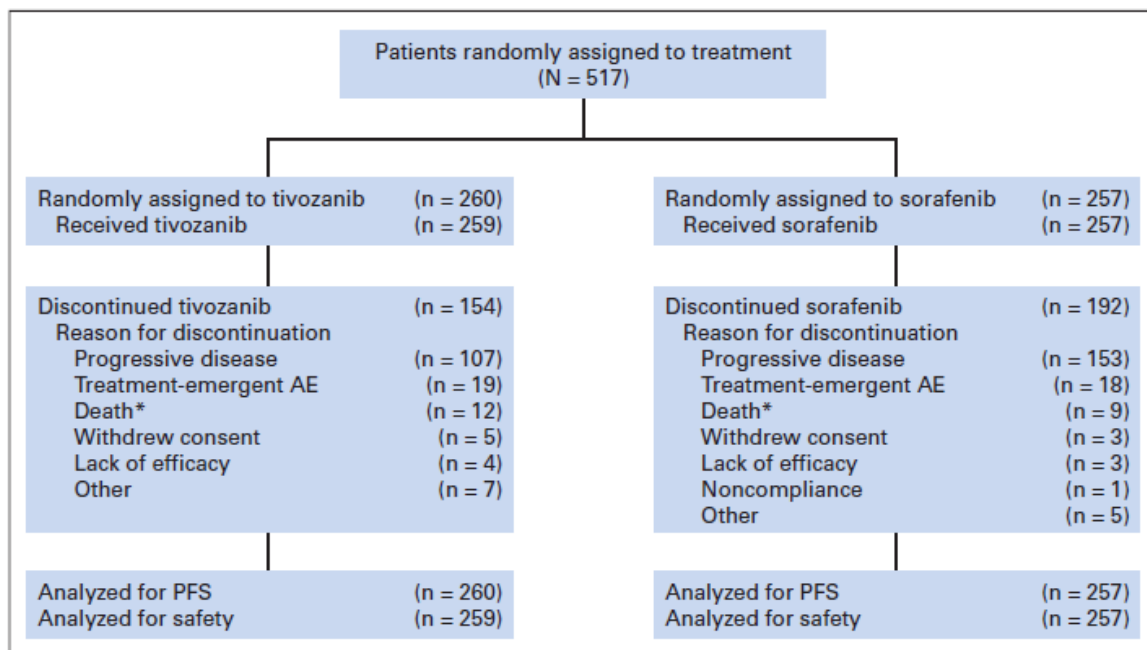 Patients randomly assigned to treatment
(N = 517)
Randomly assigned to tivozanib (n = 260)
Received tivozanib (n = 259)
Randomly assigned to sorafenib (n = 257)
Received sorafenib (n = 257)
Discontinued tivozanib (n = 154)
Reason for discontinuation
Progressive disease (n = 107)
Treatment-emergent AE (n = 19)
Death* (n = 12)
Withdrew consent (n = 5)
Lack of efficacy (n = 4)
Other (n = 7)
Discontinued sorafenib (n = 192)
Reason for discontinuation
Progressive disease (n = 153)
Treatment-emergent AE (n = 18)
Death* (n = 9)
Withdrew consent (n = 3)
Lack of efficacy (n = 3)
Noncompliance (n = 1)
Other (n = 5)
Analyzed for PFS (n = 260)
Analyzed for safety (n = 259)
Analyzed for PFS (n = 257)
Analyzed for safety (n = 257)